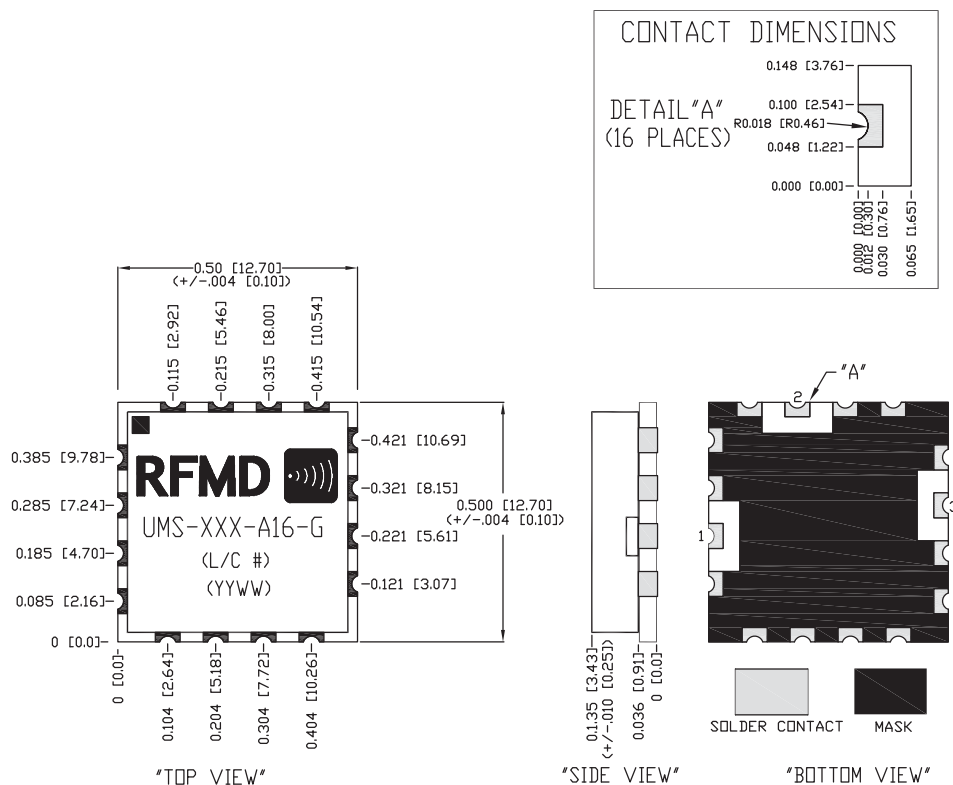 CONTACT DIMENSIONS
0.148 [3.76]
DETAIL"A"
(16 PLACES)
0.100 [2.54]
R0.018 [R0.46]
0.048 [1.22]
0.000 [0.00]
0.000 [0.00]
0.012 [0.30]
0.030 [0.76]
0.065 [1.65]
0.50 [12.70]
(+/-.004 [0.10])
0.115 [2.92]
0.215 [5.46]
0.315 [8.00]
0.415 [10.54]
0.385 [9.78]
0.285 [7.24]
0.185 [4.70]
0.085 [2.16]
0 [0.0]
RFMD
UMS-XXX-A16-G
(L/C #)
(YYWW)
0.421 [10.69]
0.321 [8.15]
0.221 [5.61]
0.121 [3.07]
0.500 [12.70]
(+/-.004 [0.10])
0 [0.0]
0.104 [2.64]
0.204 [5.18]
0.304 [7.72]
0.404 [10.26]
"TOP VIEW"
0.135 [3.43]
(+/-.010 [0.25])
0.036 [0.91]
0 [0.0]
"SIDE VIEW"
"A"
2
1
3
SOLDER CONTACT
MASK
"BOTTOM VIEW"